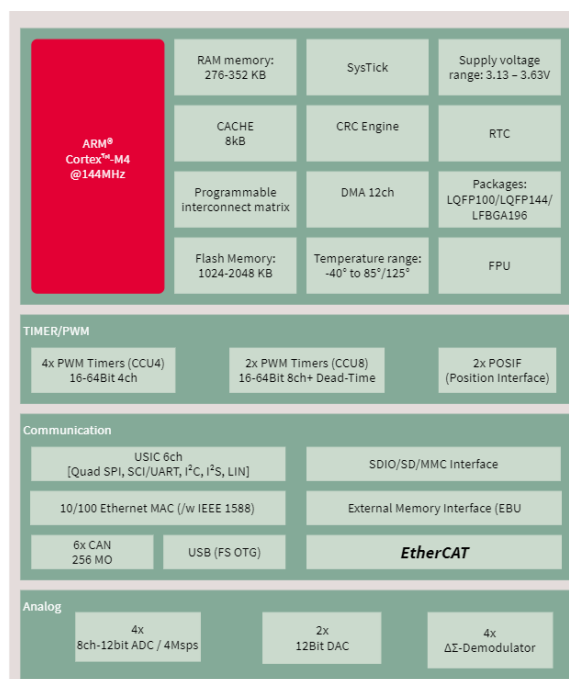 ARM®
Cortex™-M4
@144MHz
RAM memory:
276-352 KB
SysTick
Supply voltage
range: 3.13 – 3.63V
CACHE
8kB
CRC Engine
RTC
Programmable
interconnect matrix
DMA 12ch
Packages:
LQFP100/LQFP144/
LFBGA196
Flash Memory:
1024-2048 KB
Temperature range:
-40° to 85°/125°
FPU
TIMER/PWM
4x PWM Timers (CCU4)
16-64Bit 4ch
2x PWM Timers (CCU8)
16-64Bit 8ch+ Dead-Time
2x POSIF
(Position Interface)
Communication
USIC 6ch
[Quad SPI, SCI/UART, I²C, I²S, LIN]
SDIO/SD/MMC Interface
10/100 Ethernet MAC (/w IEEE 1588)
External Memory Interface (EBU
6x CAN
256 MO
USB (FS OTG)
EtherCAT
Analog
4x
8ch-12bit ADC / 4Msps
2x
12Bit DAC
4x
ΔΣ-Demodulator